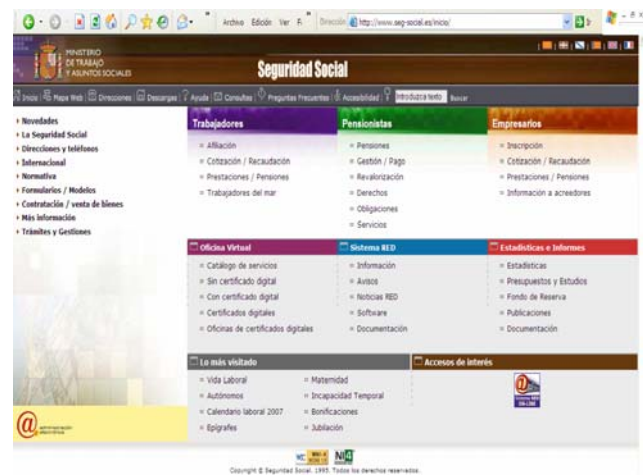 Archivo Edición Ver
Dirección http://www.seg-social.es/inicio/
MINISTERIO
DE TRABAJO
Y ASUNTOS SOCIALES
Seguridad Social
Inicio Mapa Web Direcciones Descargas Ayuda Consultas Preguntas Frecuentes Accesibilidad Introduzca texto Buscar
Novedades
La Seguridad Social
Direcciones y teléfonos
Internacional
Normativa
Formularios / Modelos
Contratación / venta de bienes
Más información
Trámites y Gestiones
Trabajadores
Afiliación
Cotización / Recaudación
Prestaciones / Pensiones
Trabajadores del mar
Pensionistas
Pensiones
Gestión / Pago
Revalorización
Derechos
Obligaciones
Servicios
Empresarios
Inscripción
Cotización / Recaudación
Prestaciones / Pensiones
Información a acreedores
Oficina Virtual
Catálogo de servicios
Sin certificado digital
Con certificado digital
Certificados digitales
Oficinas de certificados digitales
Sistema RED
Información
Avisos
Noticias RED
Software
Documentación
Estadísticas e Informes
Estadísticas
Presupuestos y Estudios
Fondo de Reserva
Publicaciones
Documentación
Lo más visitado
Vida Laboral
Autónomos
Calendario laboral 2007
Epígrafes
Maternidad
Incapacidad Temporal
Bonificaciones
Jubilación
Accesos de interés
administración
electrónica
Copyright © Seguridad Social. 1995. Todos los derechos reservados.